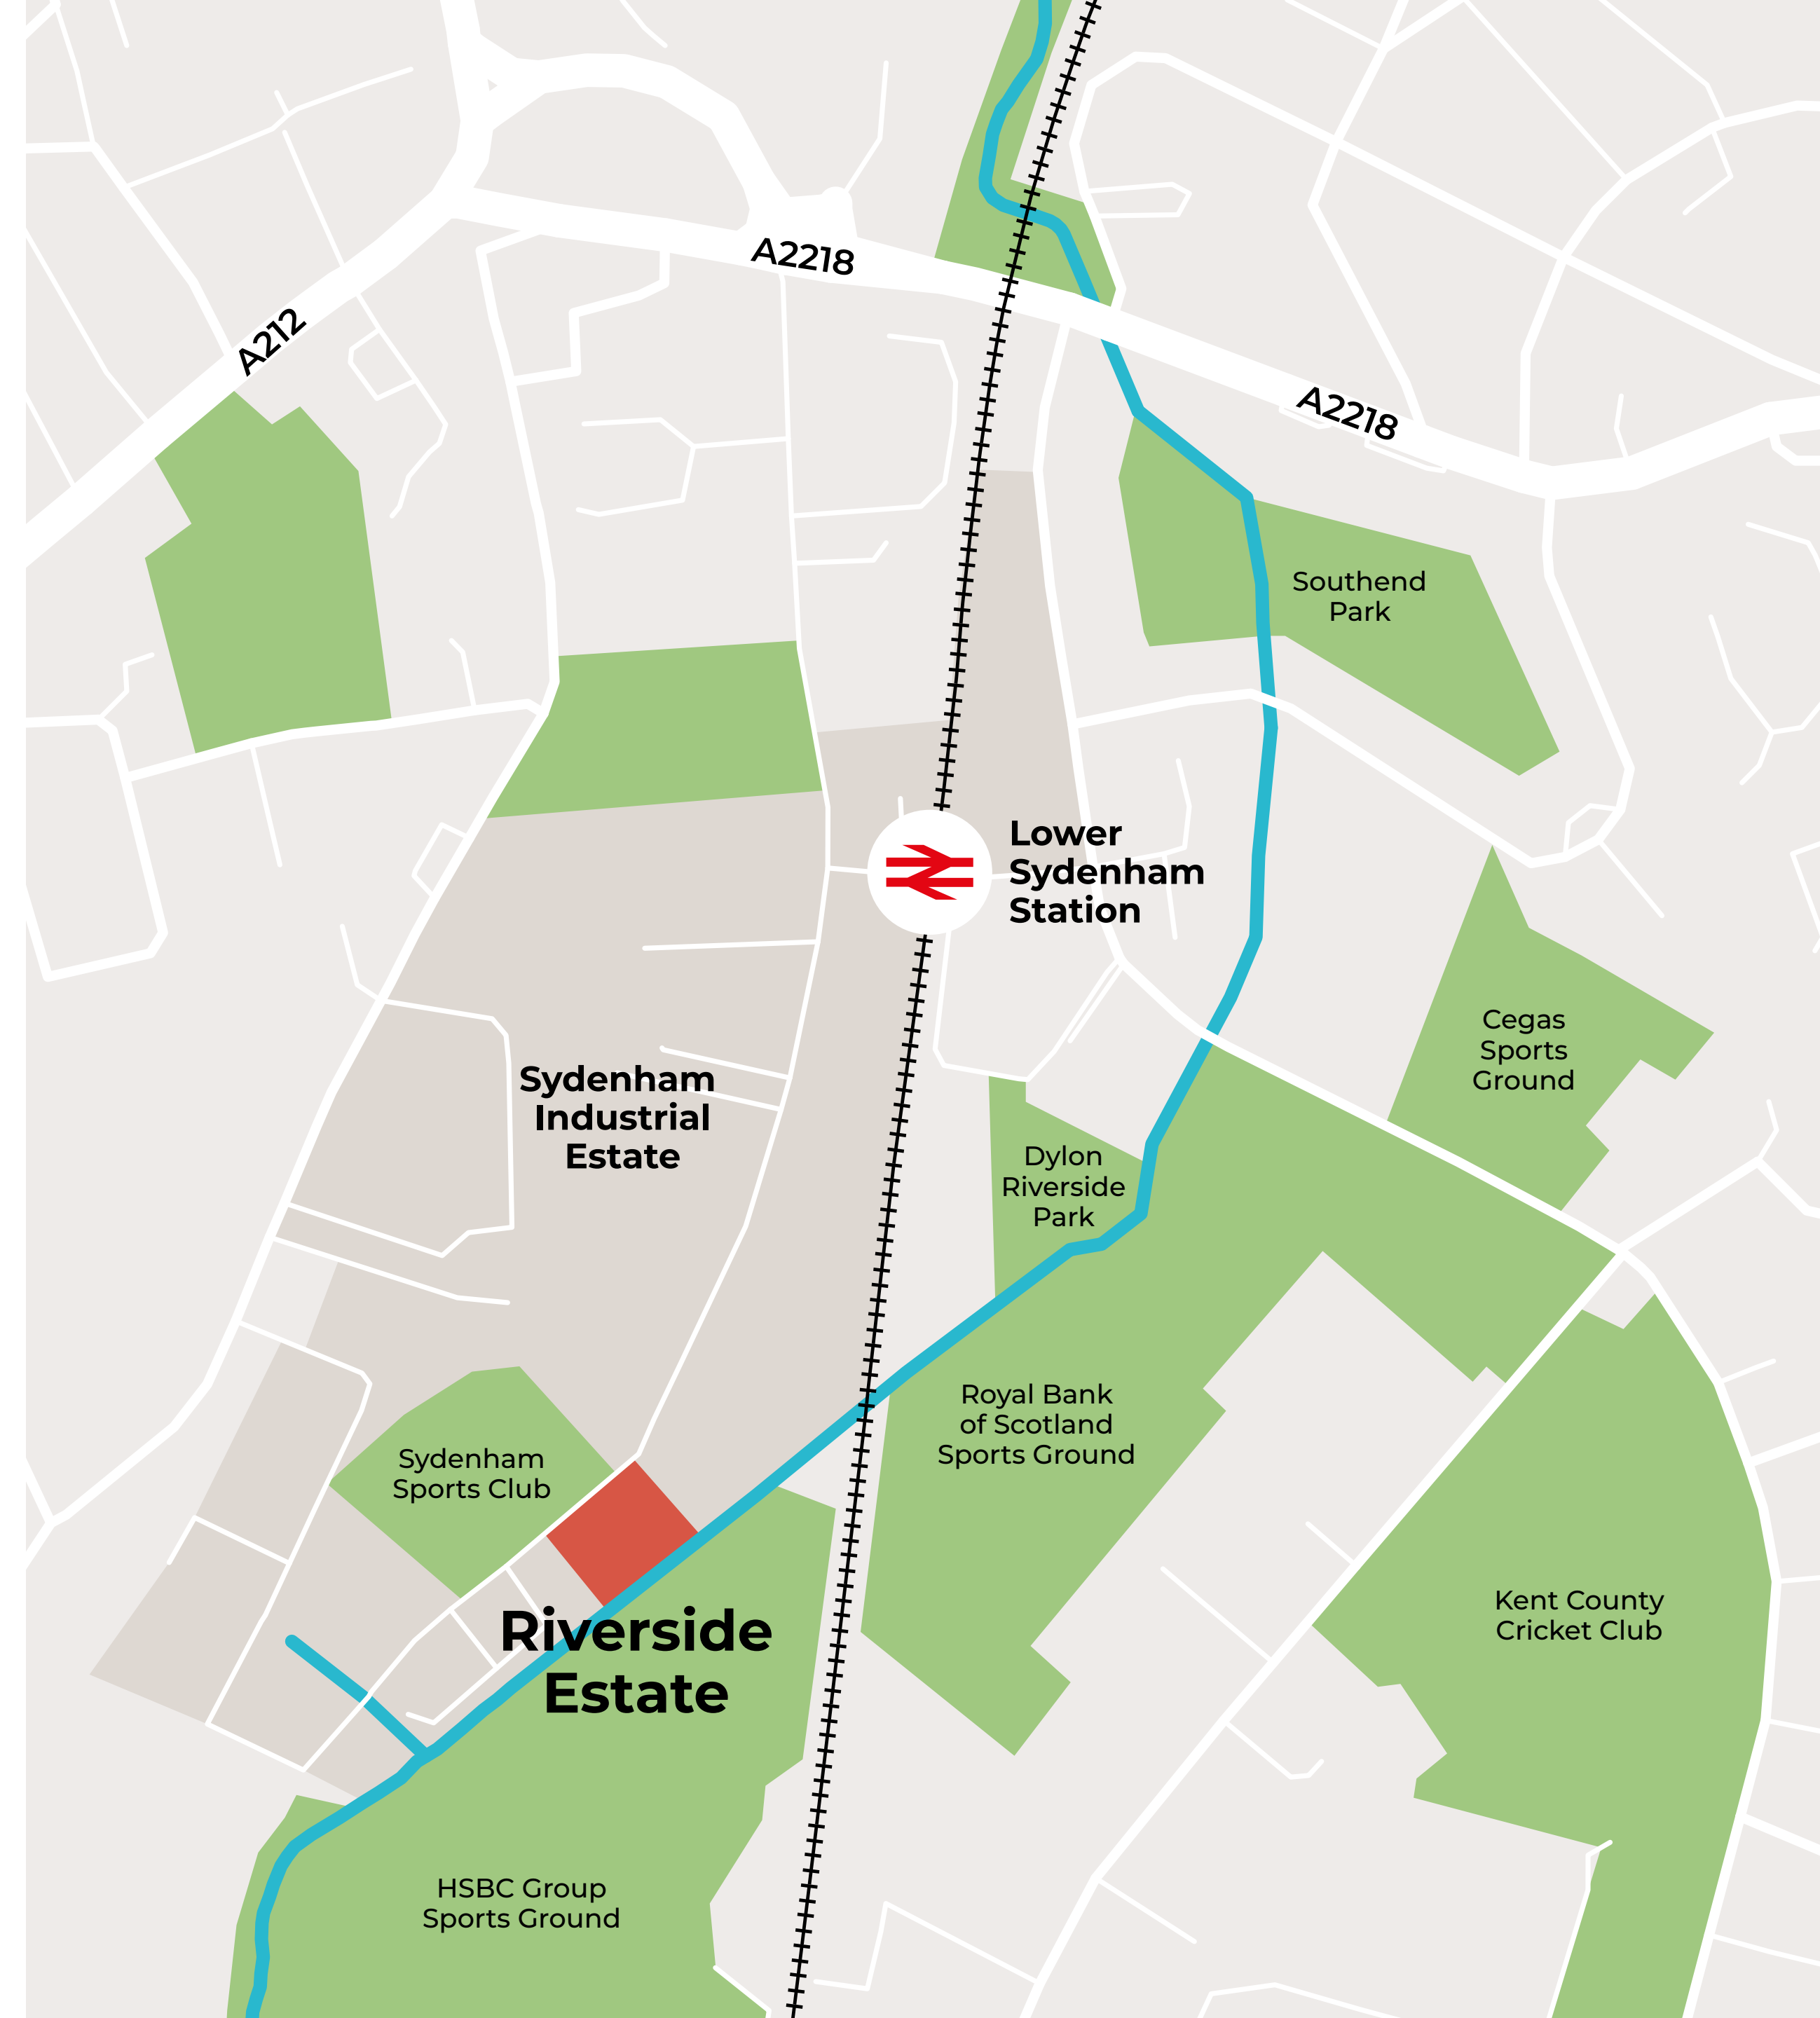 A2218
A212
A2218
Southend
Park
Lower
Sydenham
Station
Cegas
Sports
Ground
Sydenham
Industrial
Estate
Dylon
Riverside
Park
Royal Bank
of Scotland
Sports Ground
Sydenham
Sports Club
Riverside
Estate
Kent County
Cricket Club
HSBC Group
Sports Ground